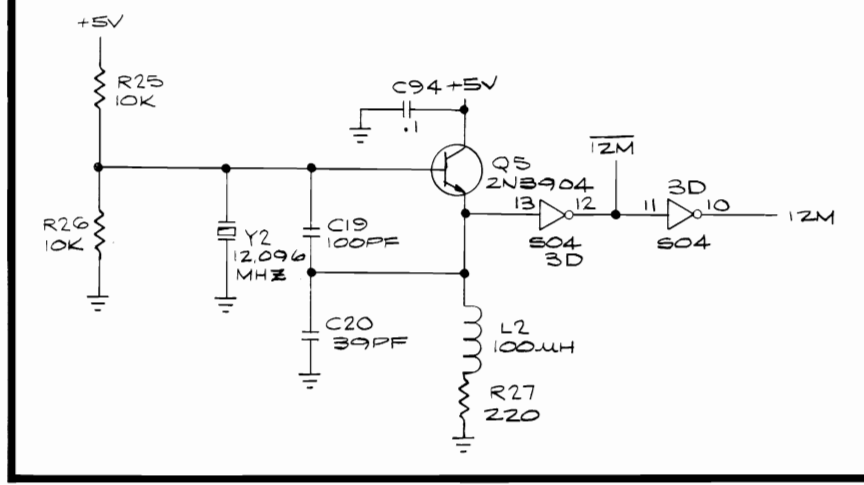 +5V
R25
10K
C94 +5V
.1
Q5
2N3904
12M
R26
10K
Y2
12.096
MHZ
C19
100PF
13
12
S04
3D
11
3D
10
S04
12M
C20
39PF
L2
100µH
R27
220